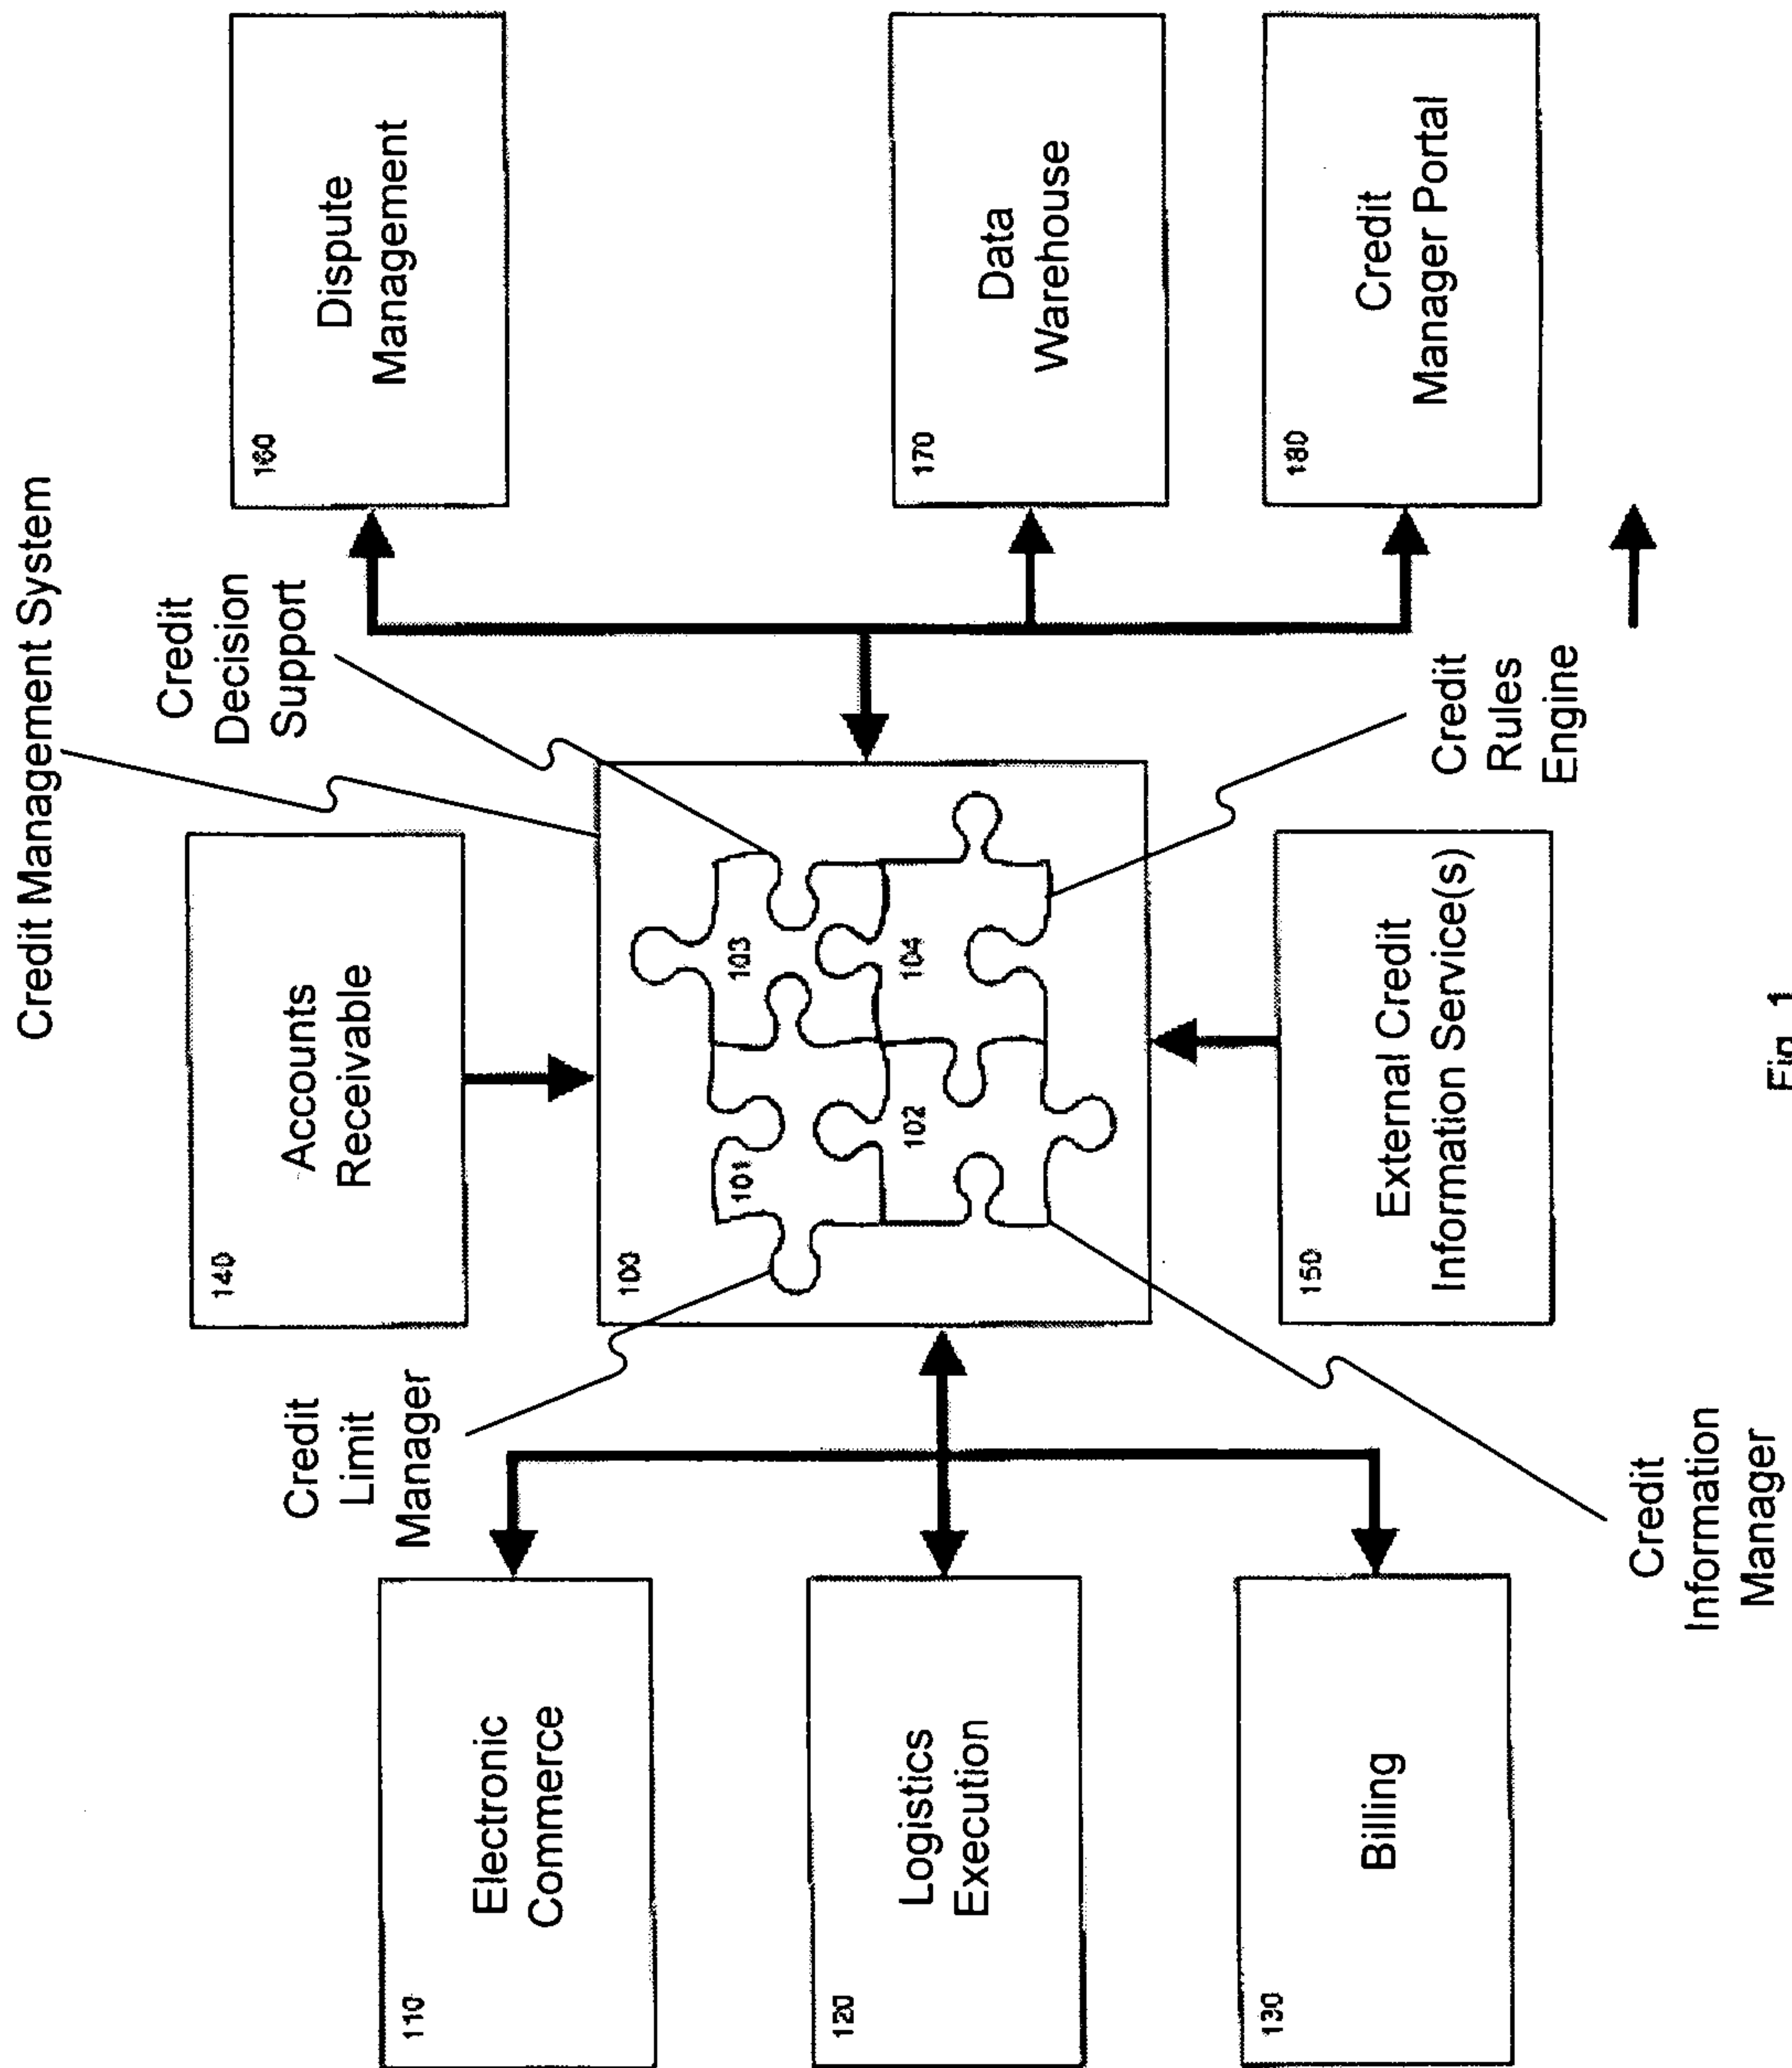 Credit Management System
140
Accounts
Receivable
Credit
Decision
Support
160
Dispute
Management
Credit
Limit
Manager
110
Electronic
Commerce
100
101
103
102
104
120
Logistics
Execution
170
Data
Warehouse
130
Billing
150
External Credit
Information Service(s)
Credit
Rules
Engine
180
Credit
Manager Portal
Credit
Information
Manager
Fig. 1